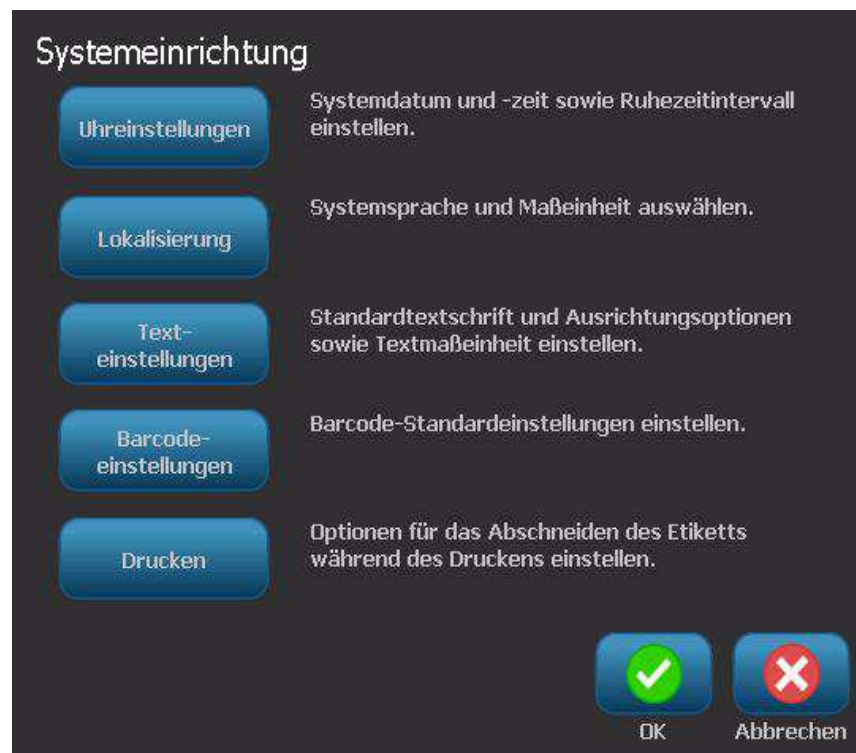 Systemeinrichtung
Uhreinstellungen
Systemdatum und -zeit sowie Ruhezeitintervall
einstellen.
Lokalisierung
Systemsprache und Maßeinheit auswählen.
Text-
einstellungen
Standardtextschrift und Ausrichtungsoptionen
sowie Textmaßeinheit einstellen.
Barcode-
einstellungen
Barcode-Standardeinstellungen einstellen.
Drucken
Optionen für das Abschneiden des Etiketts
während des Druckens einstellen.
OK
Abbrechen